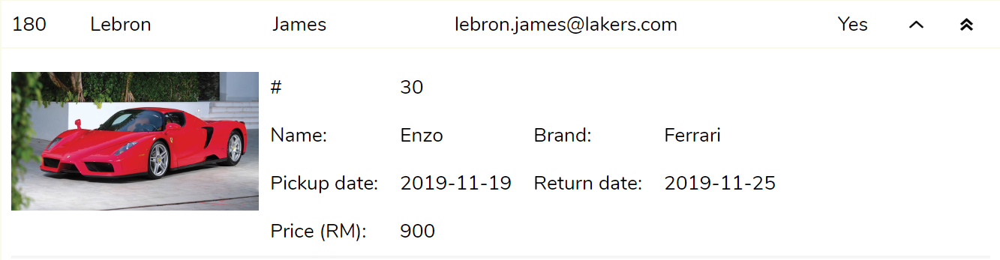 180 Lebron James lebron.james@lakers.com Yes
# 30
Name: Enzo Brand: Ferrari
Pickup date: 2019-11-19 Return date: 2019-11-25
Price (RM): 900